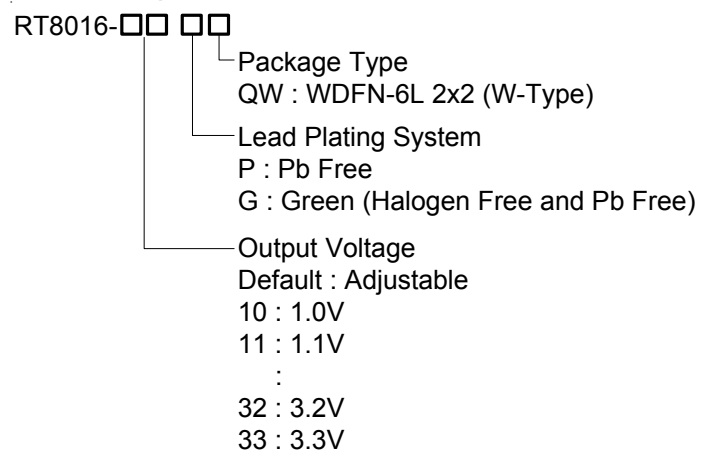 RT8016-□□ □□
Package Type
QW : WDFN-6L 2x2 (W-Type)
Lead Plating System
P : Pb Free
G : Green (Halogen Free and Pb Free)
Output Voltage
Default : Adjustable
10 : 1.0V
11 : 1.1V
:
32 : 3.2V
33 : 3.3V